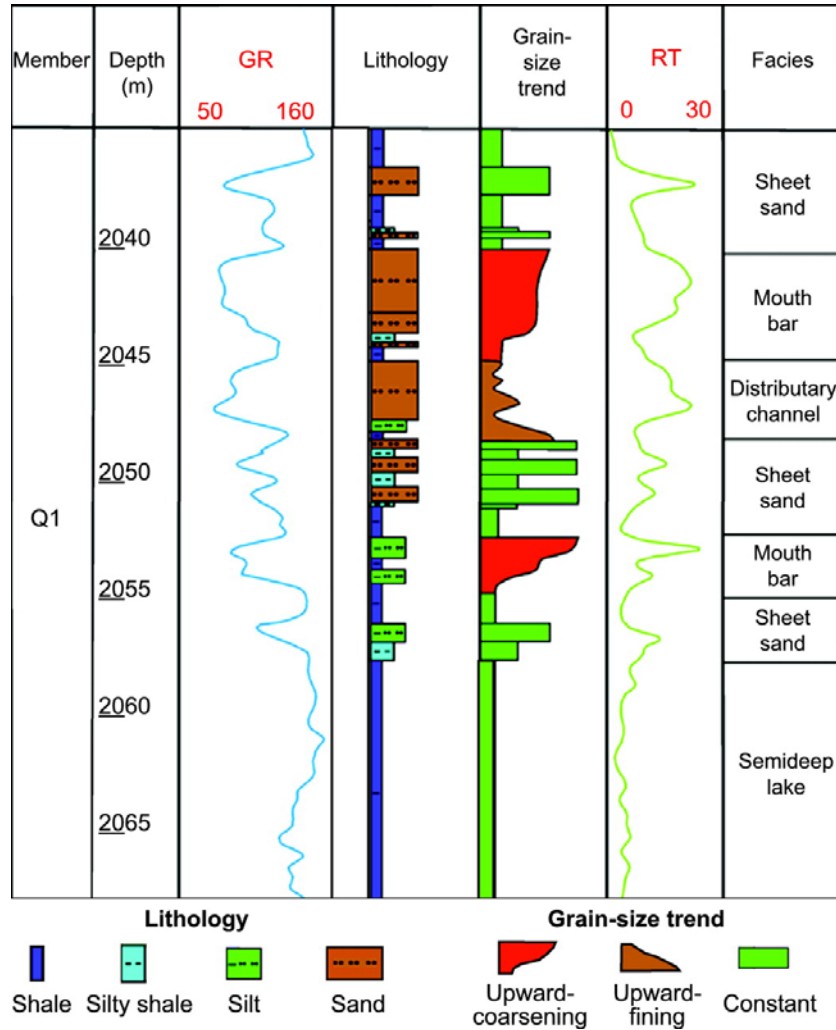 Member
Depth
(m)
GR
50 160
Lithology
Grain-
size
trend
RT
0 30
Facies
Q1
2040
2045
2050
2055
2060
2065
Sheet
sand
Mouth
bar
Distributary
channel
Sheet
sand
Mouth
bar
Sheet
sand
Semideep
lake
Lithology
Shale
Silty shale
Silt
Sand
Grain-size trend
Upward-
coarsening
Upward-
fining
Constant